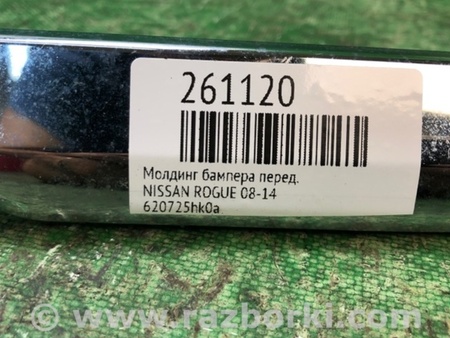 261120
Молдинг бампера перед.
NISSAN ROGUE 08-14
620725hk0a
© www.razborki.com